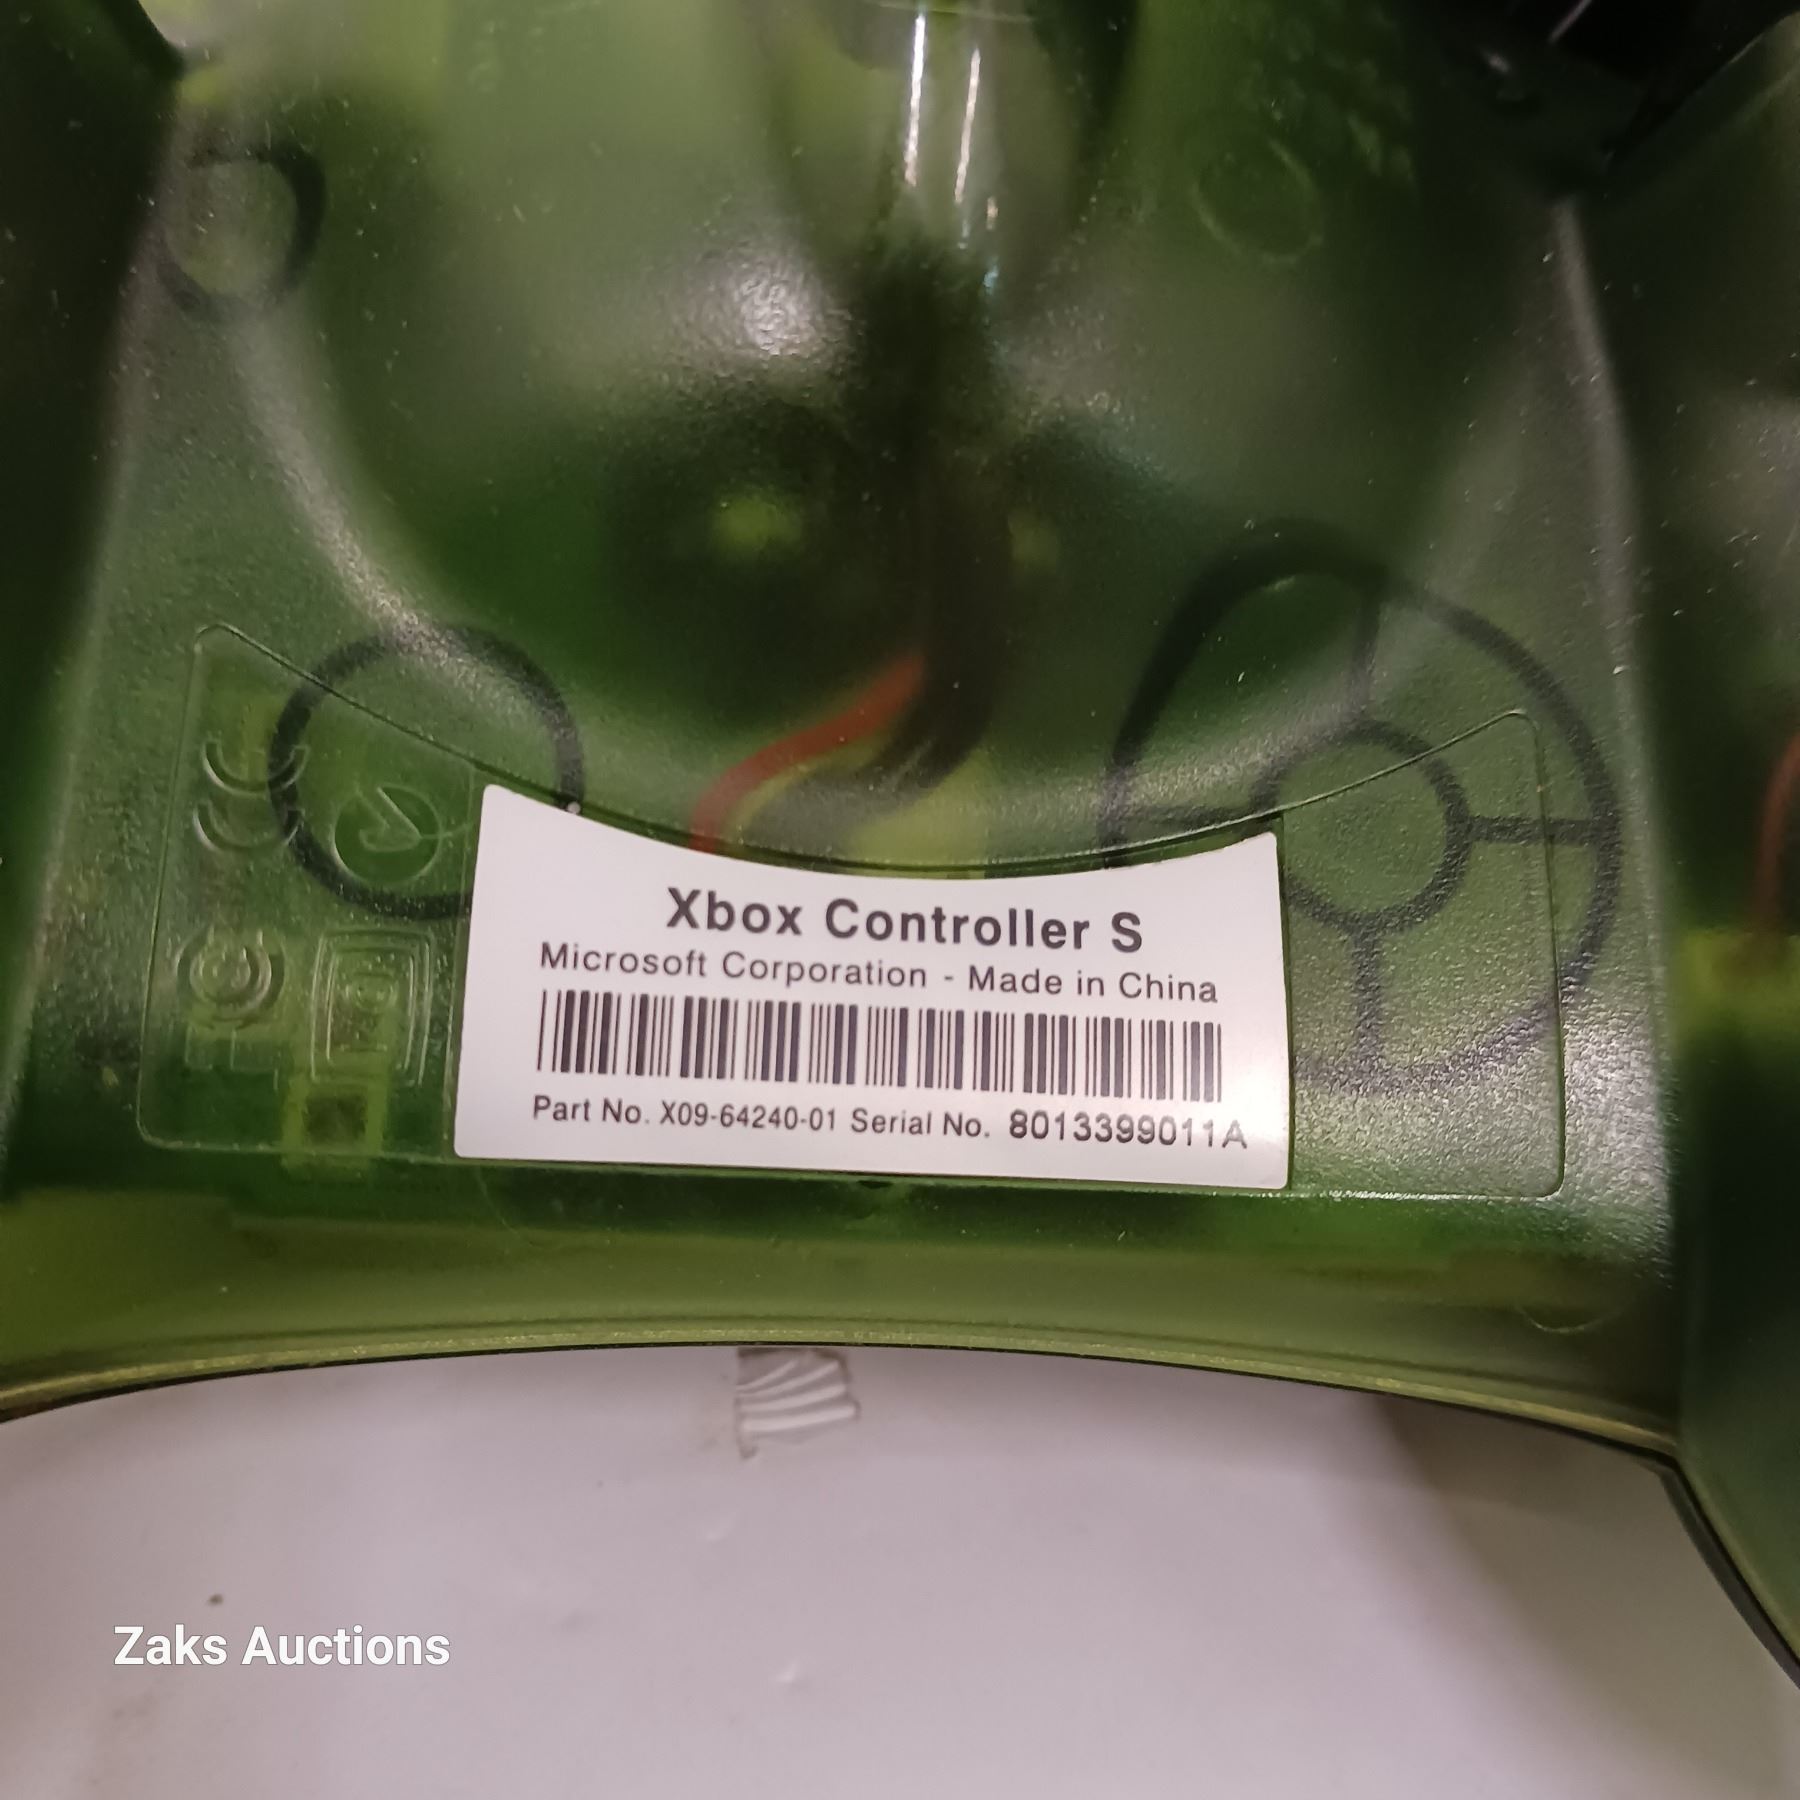 Xbox Controller S
Microsoft Corporation - Made in China
Part No. X09-64240-01 Serial No. 8013399011A
Zaks Auctions